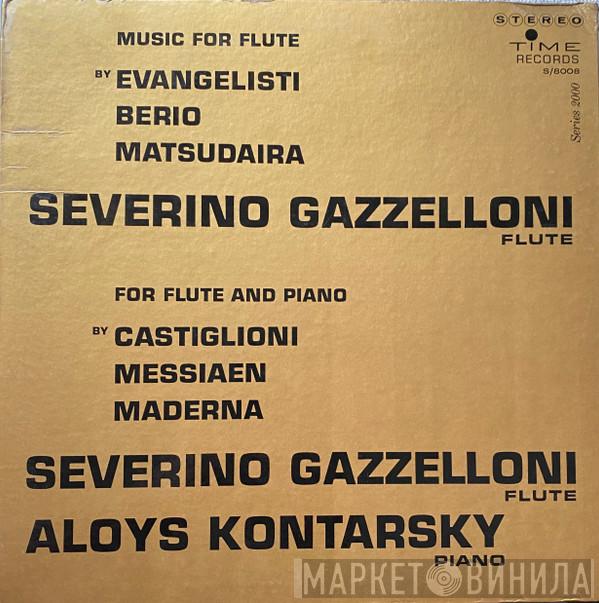 STEREO
TIME
RECORDS
S/8008
Series 2000
MUSIC FOR FLUTE
BY EVANGELISTI
BERIO
MATSUDAIRA
SEVERINO GAZZELLONI
FLUTE
FOR FLUTE AND PIANO
BY CASTIGLIONI
MESSIAEN
MADERNA
SEVERINO GAZZELLONI
FLUTE
ALOYS KONTARSKY
PIANO
МАРКЕТ ВИНИЛА